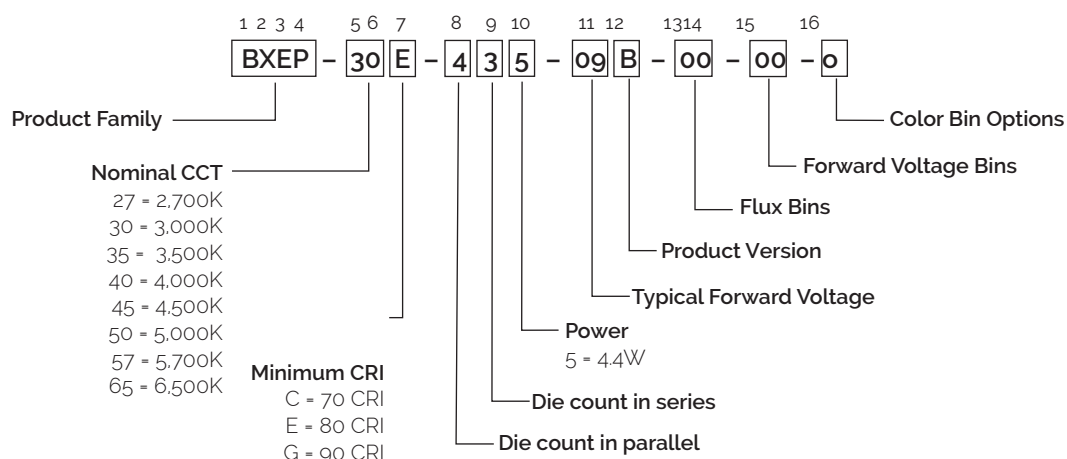 1 2 3 4 5 6 7 8 9 10 11 12 1314 15 16
BXEP - 30 E - 4 3 5 - 09 B - 00 - 00 - 0
Product Family
Color Bin Options
Nominal CCT
27 = 2,700K
30 = 3,000K
35 = 3,500K
40 = 4,000K
45 = 4,500K
50 = 5,000K
57 = 5,700K
65 = 6,500K
Forward Voltage Bins
Flux Bins
Product Version
Typical Forward Voltage
Power
5 = 4.4W
Minimum CRI
C = 70 CRI
E = 80 CRI
G = 90 CRI
Die count in series
Die count in parallel